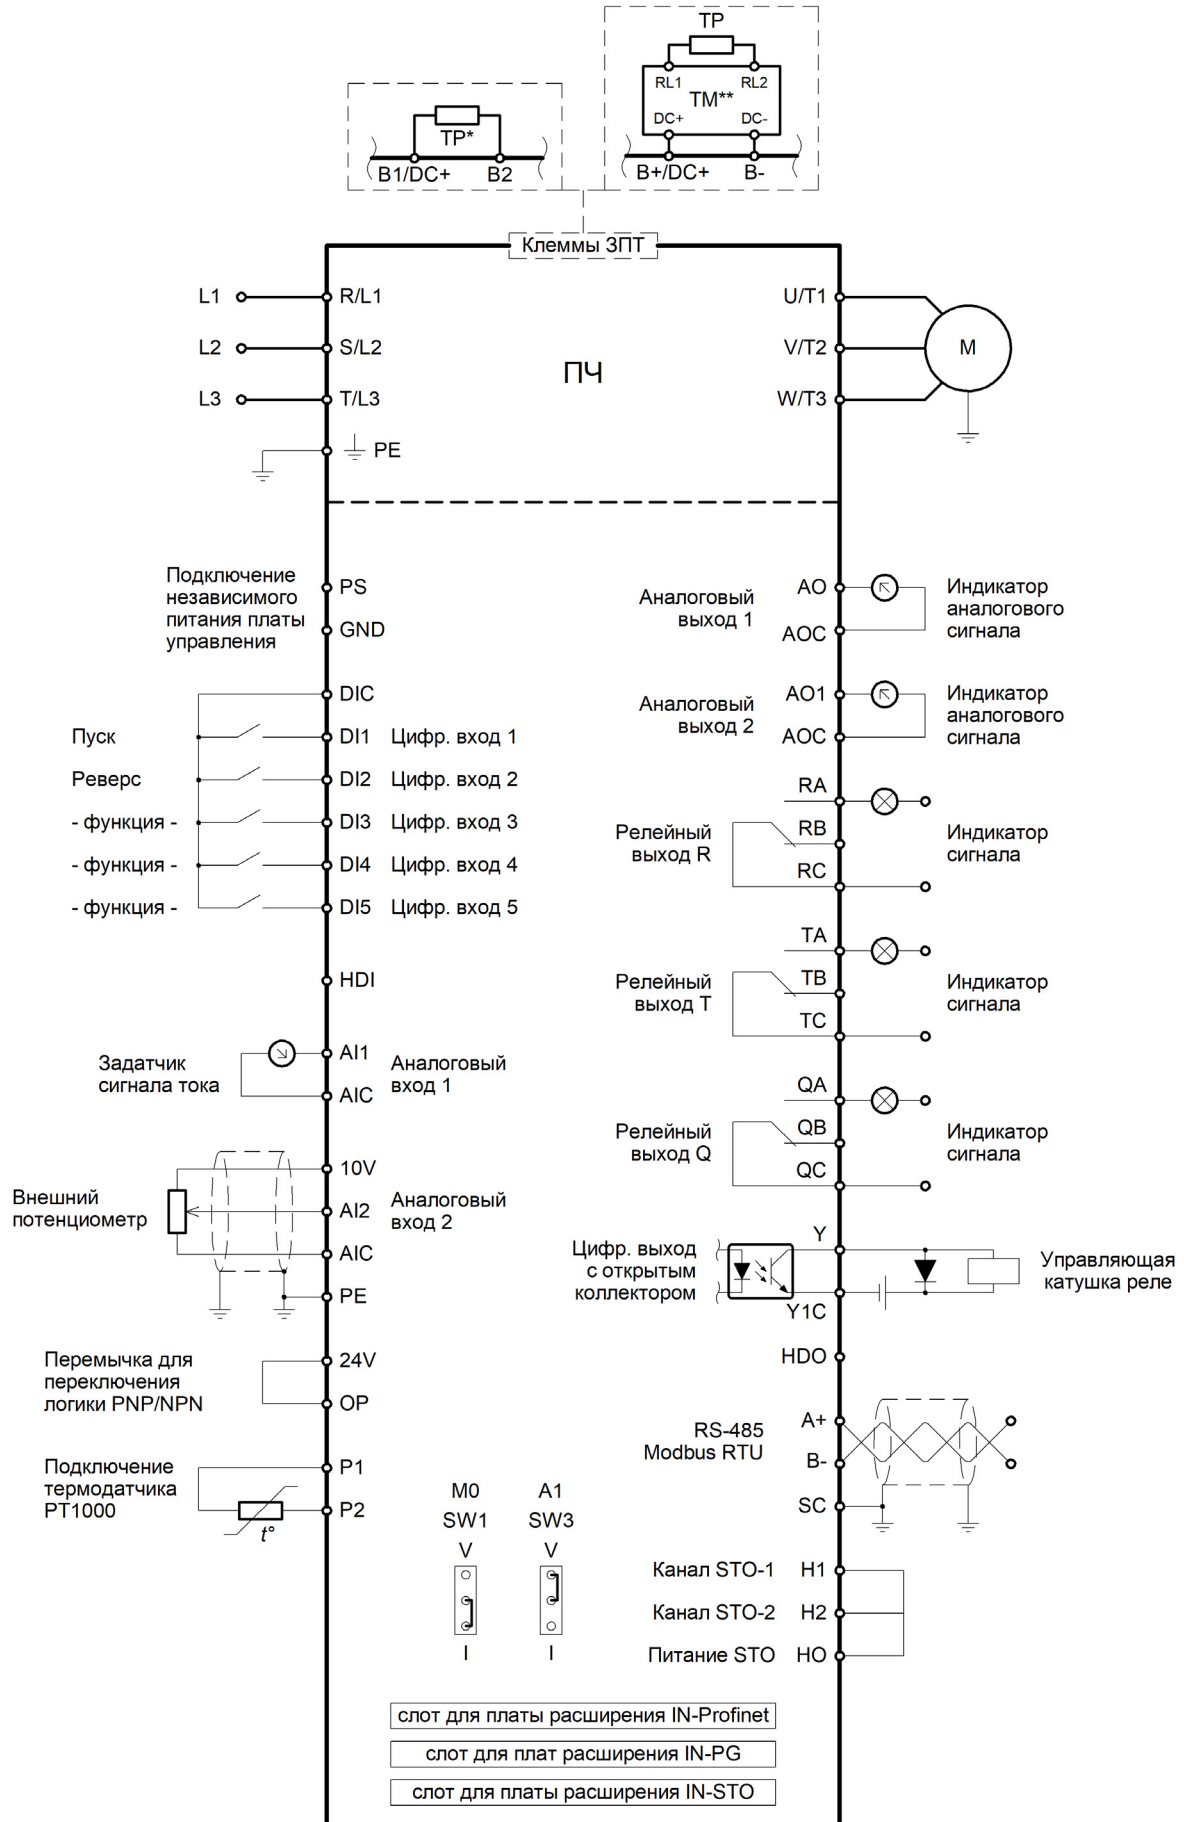 TP
RL1 RL2
TM**
DC+ DC-
B+/DC+ B-
TP*
B1/DC+ B2
Клеммы ЗПТ
L1 R/L1 U/T1
L2 S/L2 V/T2 M
ПЧ
L3 T/L3 W/T3
PE
Подключение
независимого
питания платы
управления
PS
GND
DIC
Пуск DI1 Цифр. вход 1
Реверс DI2 Цифр. вход 2
- функция - DI3 Цифр. вход 3
- функция - DI4 Цифр. вход 4
- функция - DI5 Цифр. вход 5
HDI
Задатчик
сигнала тока
AI1
AIC
Аналоговый
вход 1
Внешний
потенциометр
10V
AI2
AIC
PE
Аналоговый
вход 2
Перемычка для
переключения
логики PNP/NPN
24V
OP
Подключение
термодатчика
PT1000
t°
P1
P2
M0 A1
SW1 SW3
V V
I I
Аналоговый
выход 1
AO
AOC
Индикатор
аналогового
сигнала
Аналоговый
выход 2
AO1
AOC
Индикатор
аналогового
сигнала
Релейный
выход R
RA
RB
RC
Индикатор
сигнала
Релейный
выход T
TA
TB
TC
Индикатор
сигнала
Релейный
выход Q
QA
QB
QC
Индикатор
сигнала
Цифр. выход
с открытым
коллектором
Y
Y1C
Управляющая
катушка реле
HDO
RS-485
Modbus RTU
A+
B-
SC
Канал STO-1 H1
Канал STO-2 H2
Питание STO HO
слот для платы расширения IN-Profinet
слот для плат расширения IN-PG
слот для платы расширения IN-STO